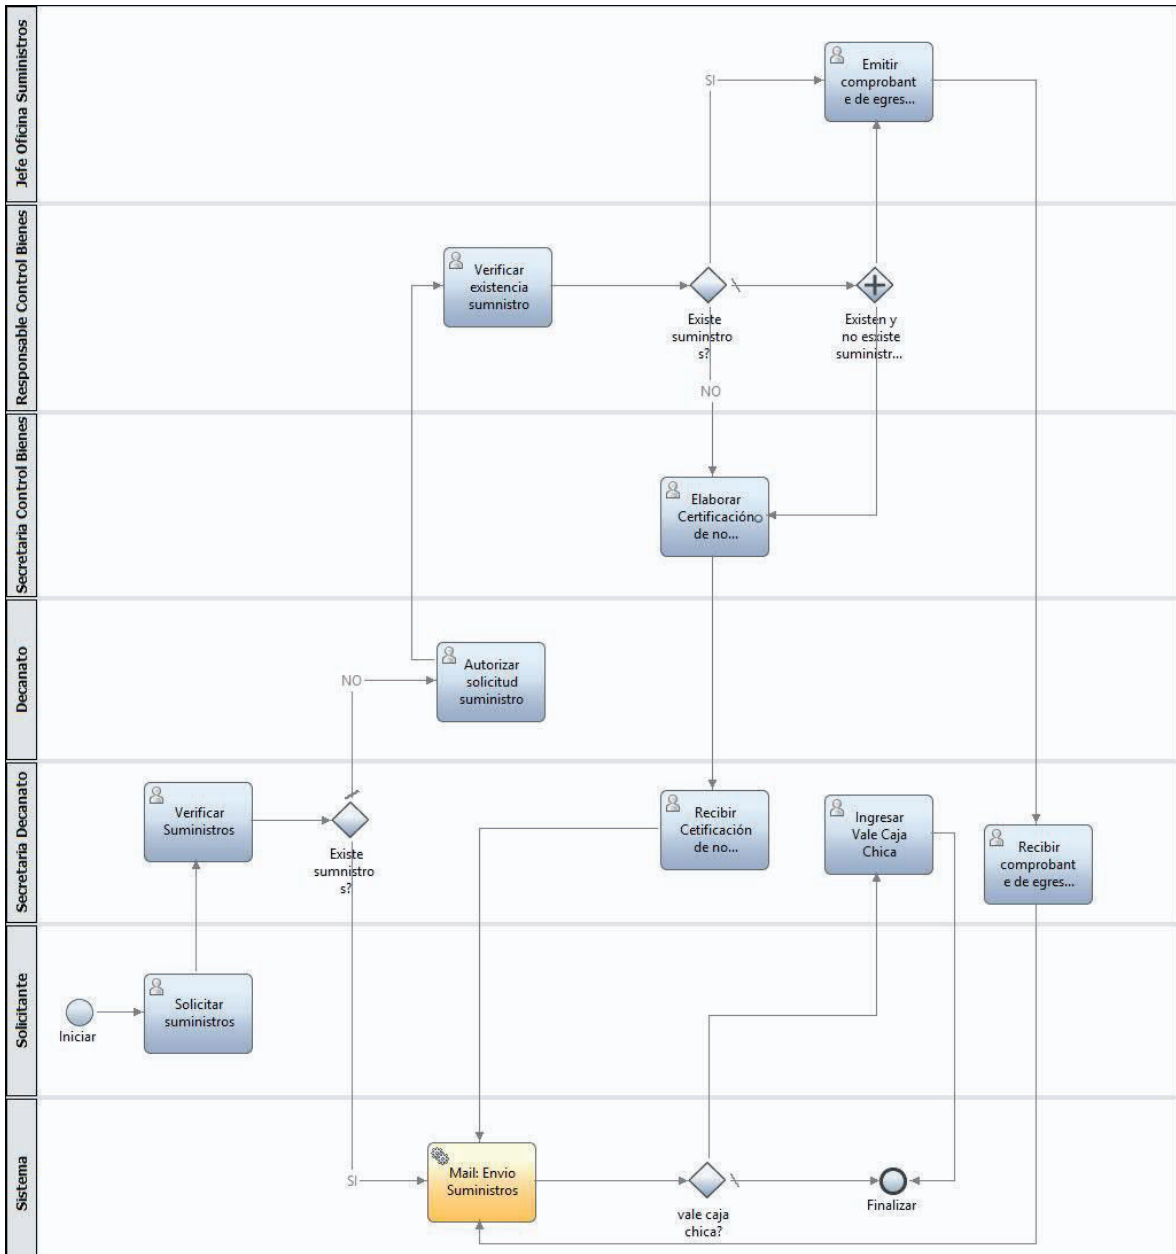 Jefe Oficina Suministros
SI
Emitir
comprobant
e de egres...
Responsable Control Bienes
Verificar
existencia
sumnistro
Existe
suminstro
s?
Existen y
no esxiste
suministr...
NO
Secretaria Control Bienes
Elaborar
Certificación
de no...
Decanato
NO
Autorizar
solicitud
suministro
Secretaria Decanato
Verificar
Suministros
Existe
sumnistro
s?
Recibir
Cetificación
de no...
Ingresar
Vale Caja
Chica
Recibir
comprobant
e de egres...
Solicitante
Iniciar
Solicitar
suministros
Sistema
SI
Mail: Envio
Suministros
vale caja
chica?
Finalizar